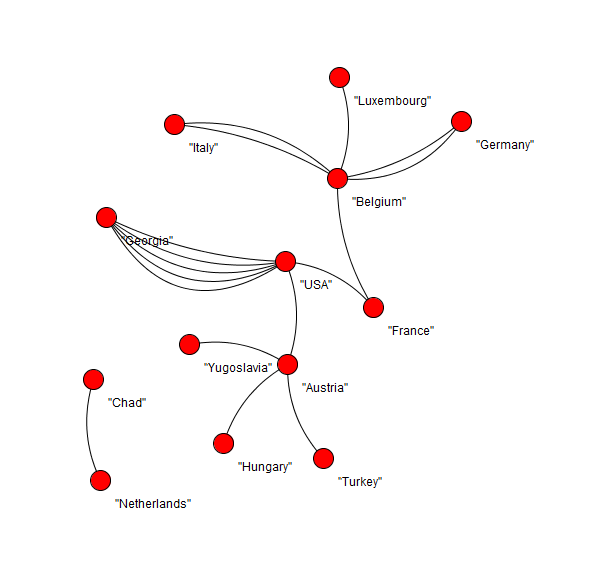 "Luxembourg"
"Italy"
"Germany"
"Belgium"
"Georgia"
"USA"
"France"
"Yugoslavia"
"Austria"
"Chad"
"Hungary"
"Turkey"
"Netherlands"